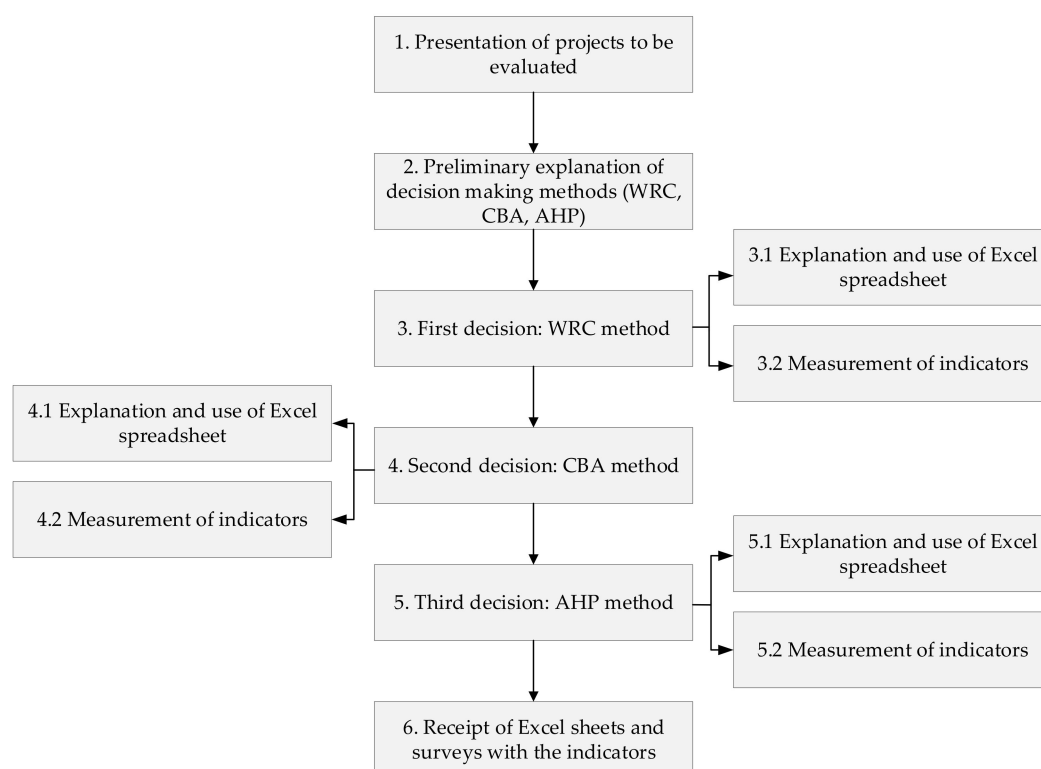 1. Presentation of projects to be
evaluated
2. Preliminary explanation of
decision making methods (WRC,
CBA, AHP)
3. First decision: WRC method
3.1 Explanation and use of Excel
spreadsheet
3.2 Measurement of indicators
4. Second decision: CBA method
4.1 Explanation and use of Excel
spreadsheet
4.2 Measurement of indicators
5. Third decision: AHP method
5.1 Explanation and use of Excel
spreadsheet
5.2 Measurement of indicators
6. Receipt of Excel sheets and
surveys with the indicators